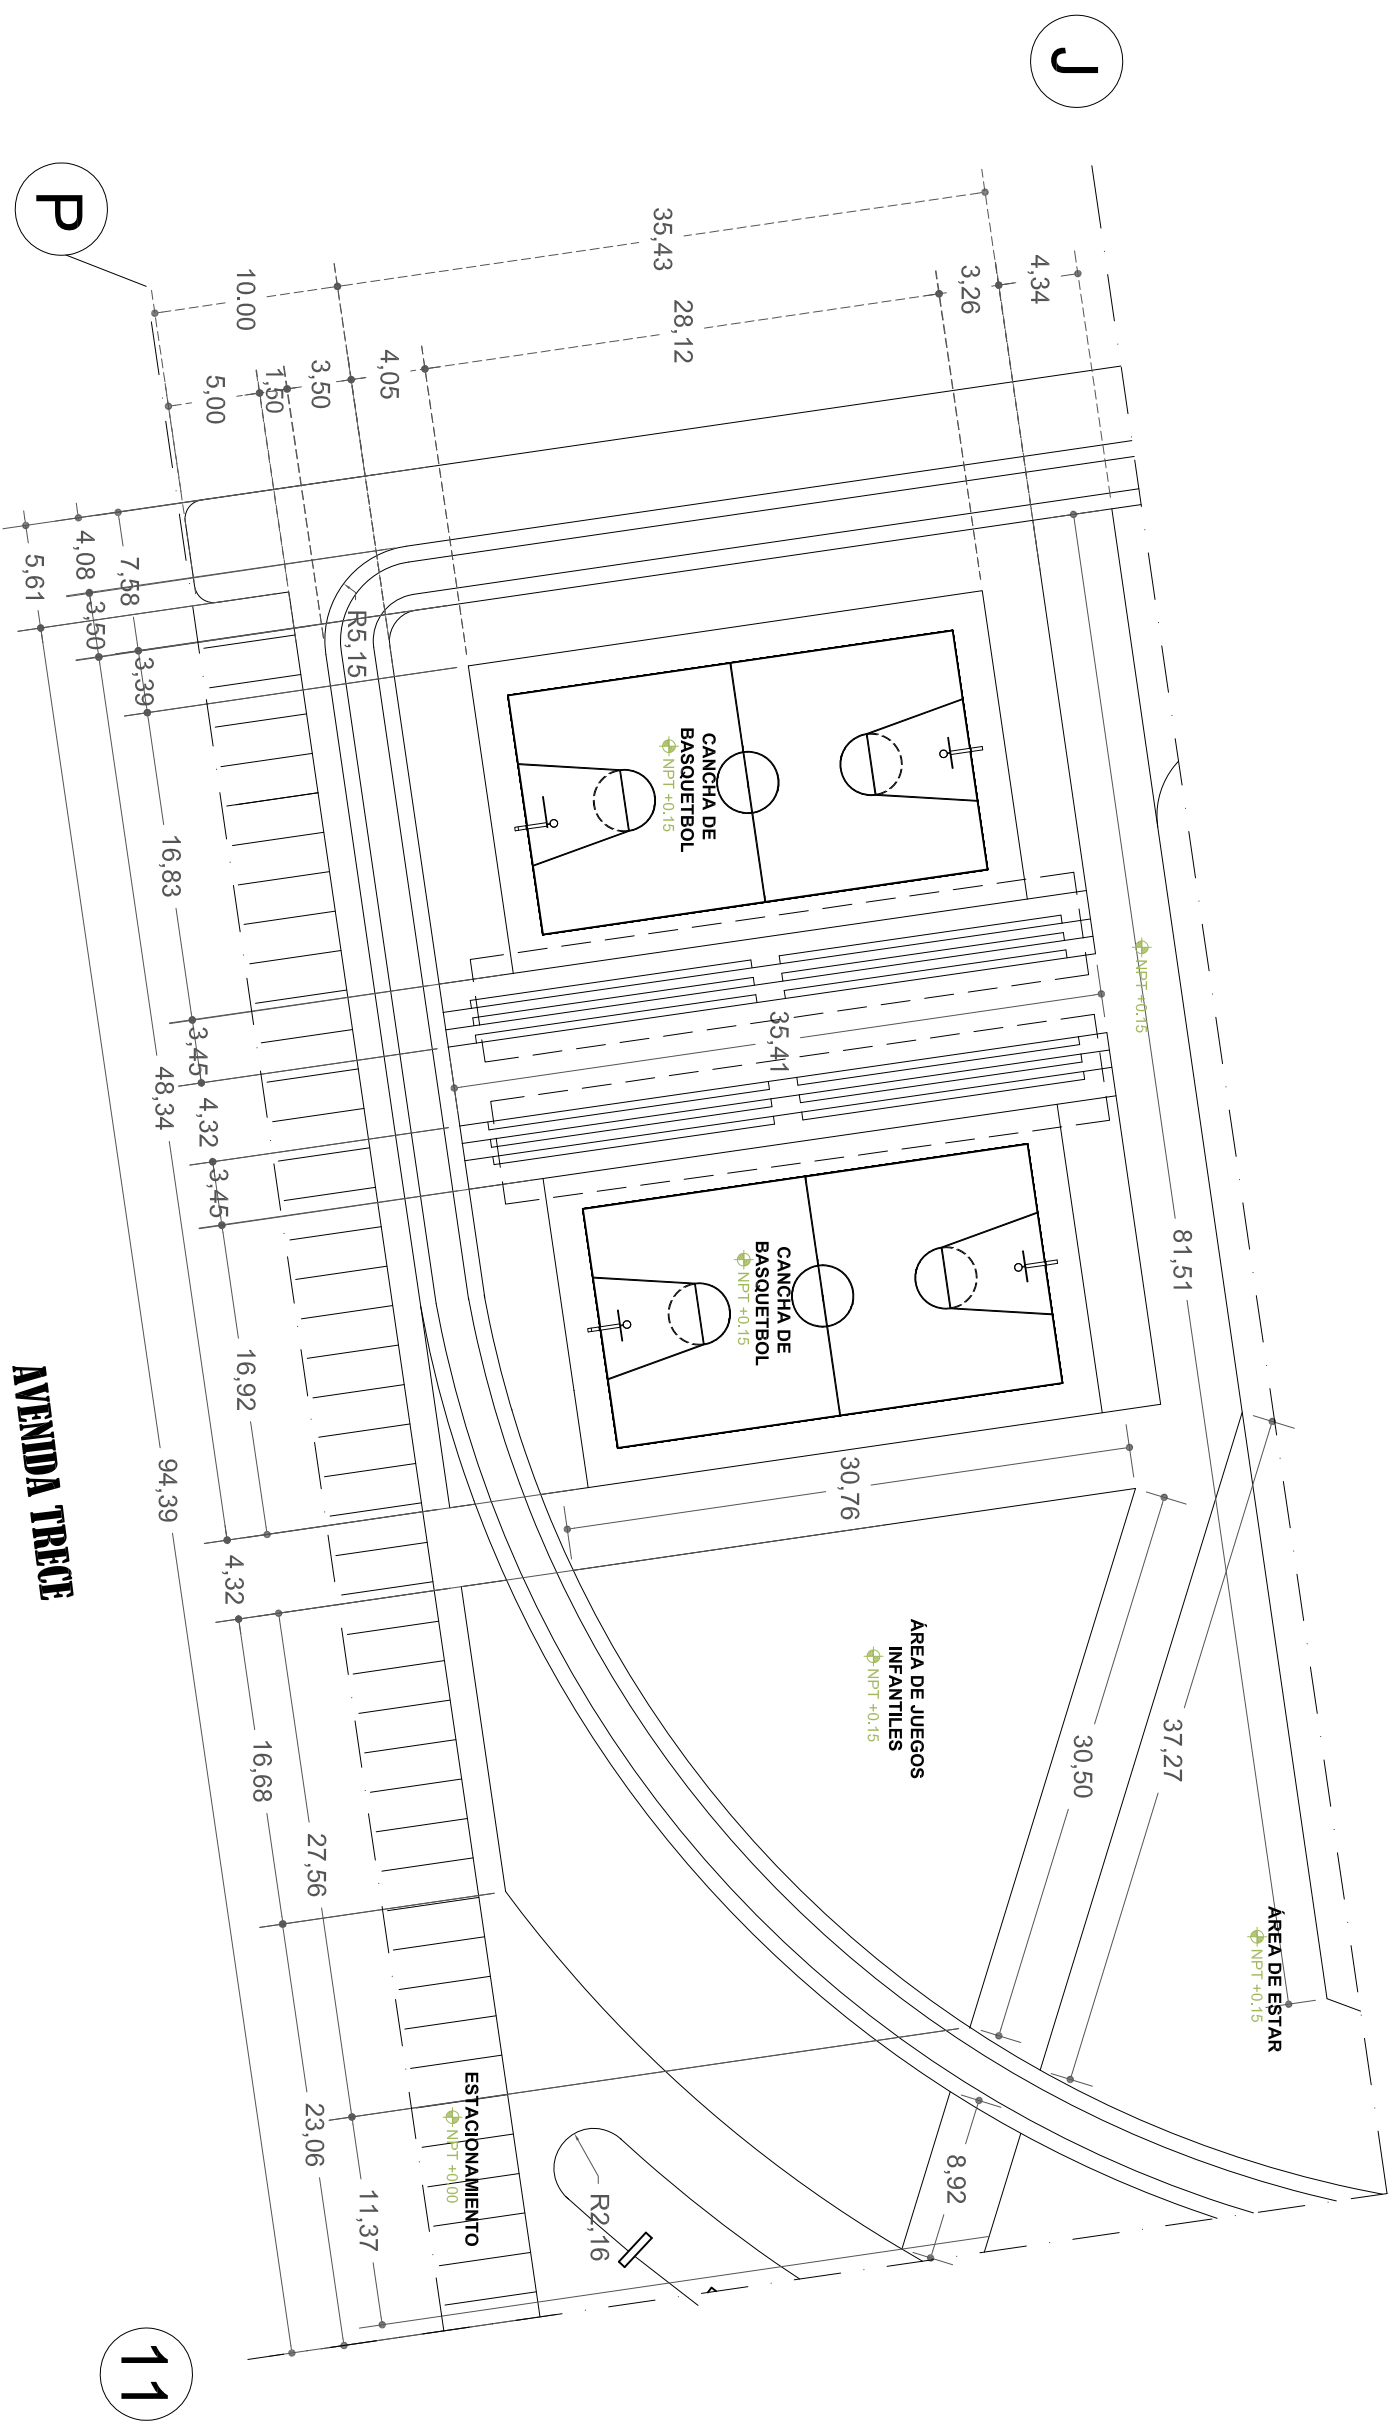 J
P
11
35,43
10.00
4,34
3,26
28,12
4,05
3,50
1,50
5,00
5,61
4,08
7,58
3,50
3,39
R5,15
16,83
3,45
4,32
3,45
48,34
16,92
94,39
4,32
16,68
27,56
23,06
11,37
35,41
81,51
30,76
30,50
37,27
8,92
R2,16
CANCHA DE
BASQUETBOL
NPT +0.15
CANCHA DE
BASQUETBOL
NPT +0.15
NPT +0.15
ÁREA DE JUEGOS
INFANTILES
NPT +0.15
ÁREA DE ESTAR
NPT +0.15
ESTACIONAMIENTO
NPT +0.00
AVENIDA TRECE